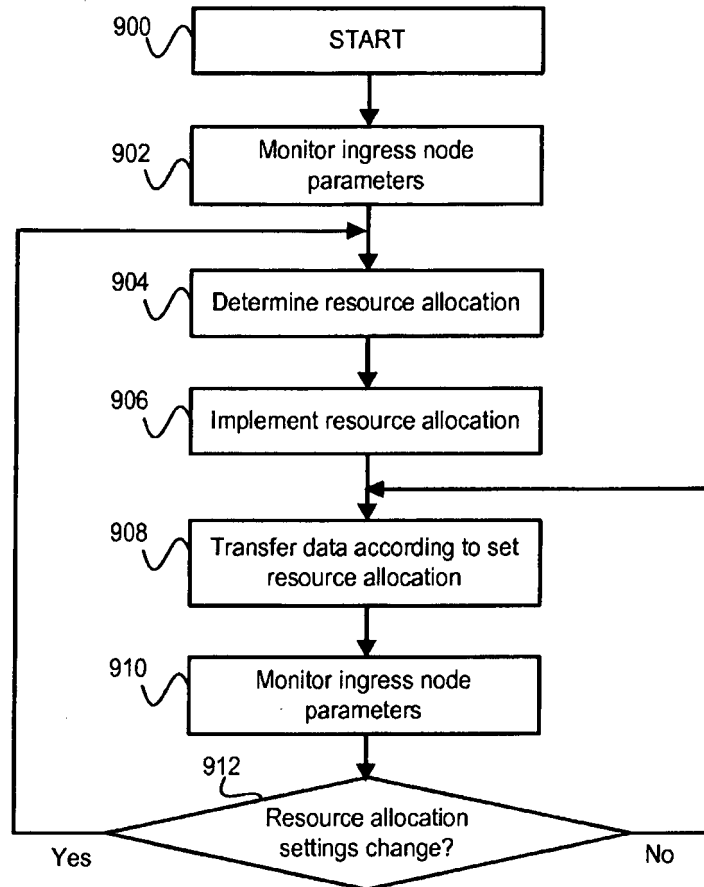 900
START
902
Monitor ingress node
parameters
904
Determine resource allocation
906
Implement resource allocation
908
Transfer data according to set
resource allocation
910
Monitor ingress node
parameters
912
Resource allocation
settings change?
Yes
No